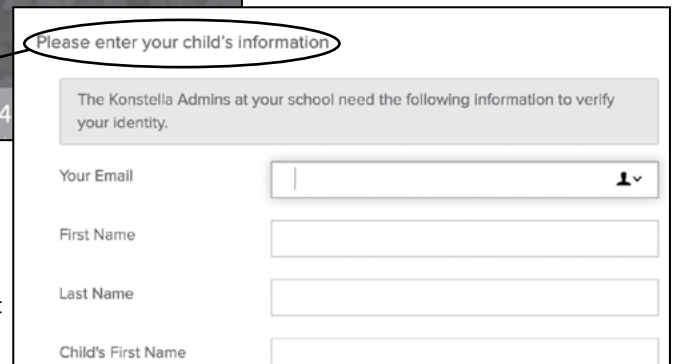 Please enter your child's information
The Konstella Admins at your school need the following information to verify
your identity.
Your Email
First Name
Last Name
Child's First Name
4
t